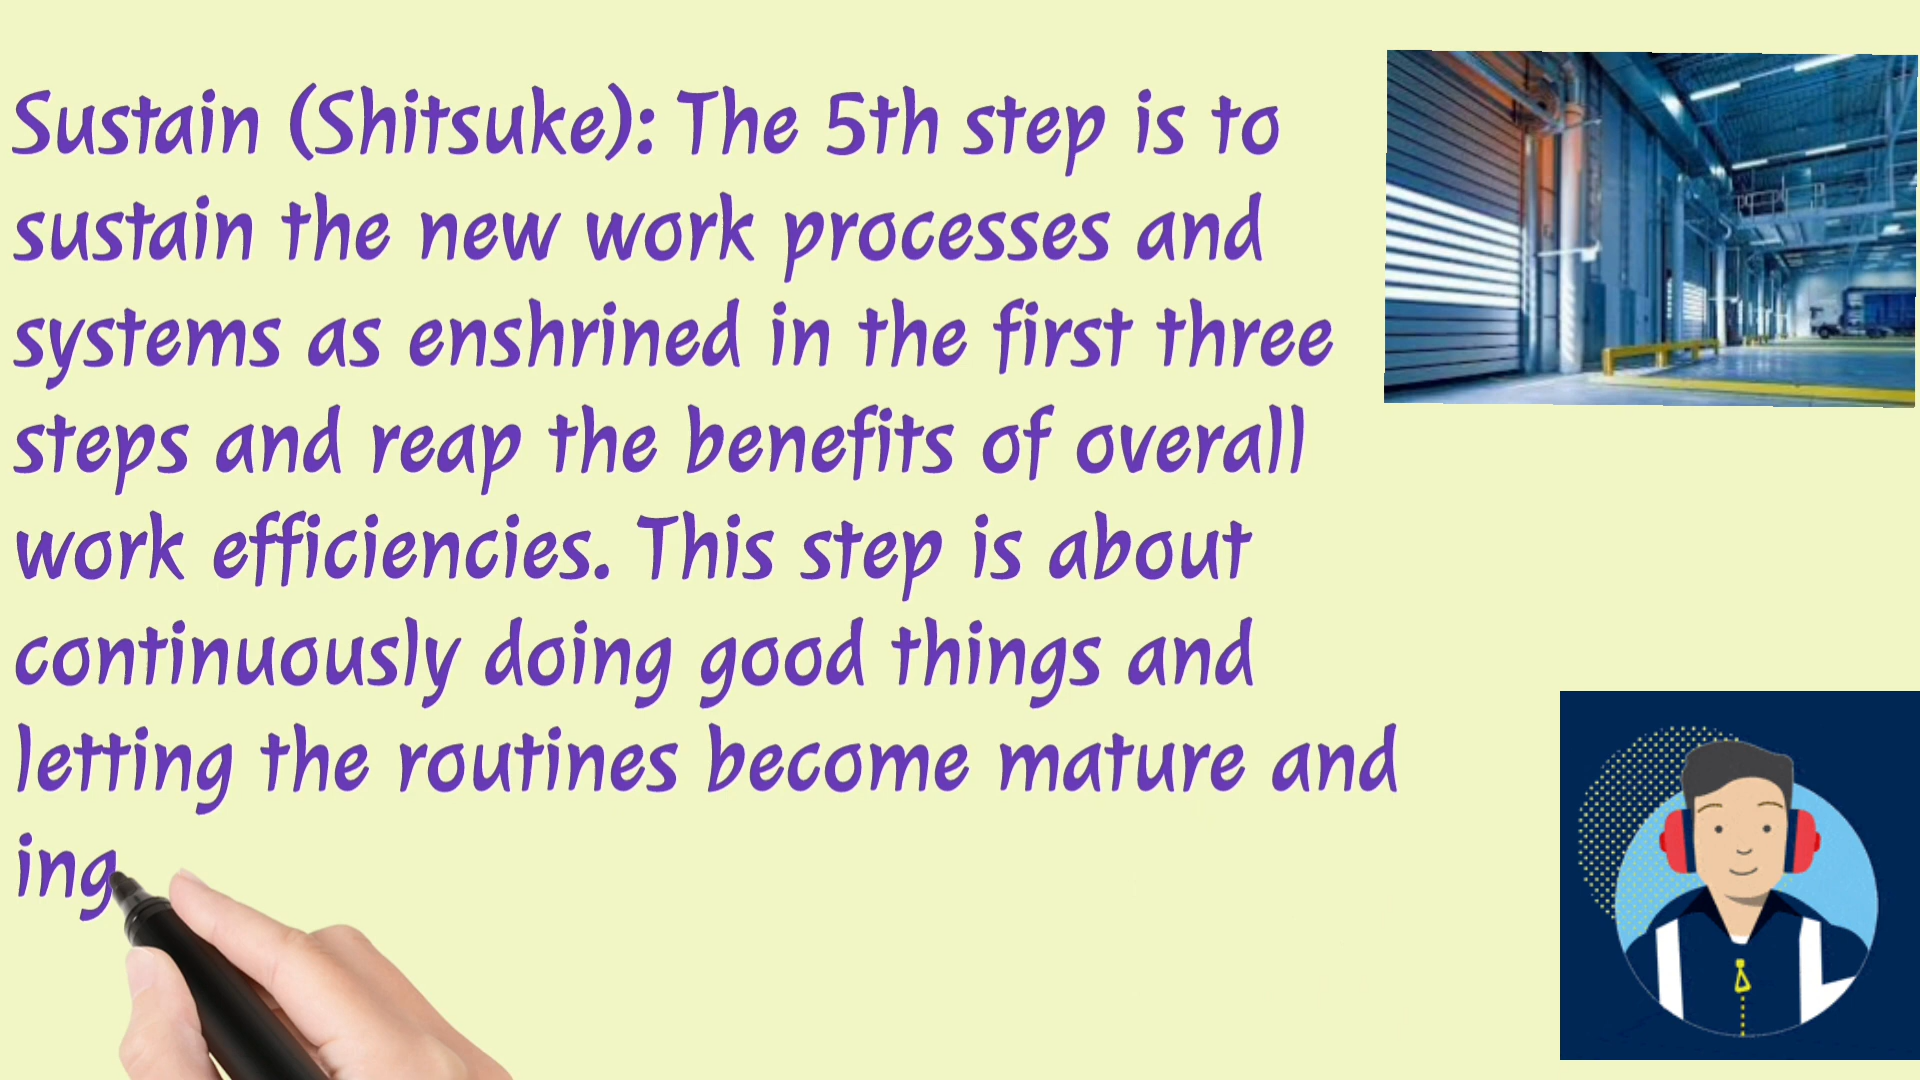 Sustain (Shitsuke): The 5th step is to
sustain the new work processes and
systems as enshrined in the first three
steps and reap the benefits of overall
work efficiencies. This step is about
continuously doing good things and
letting the routines become mature and
ing